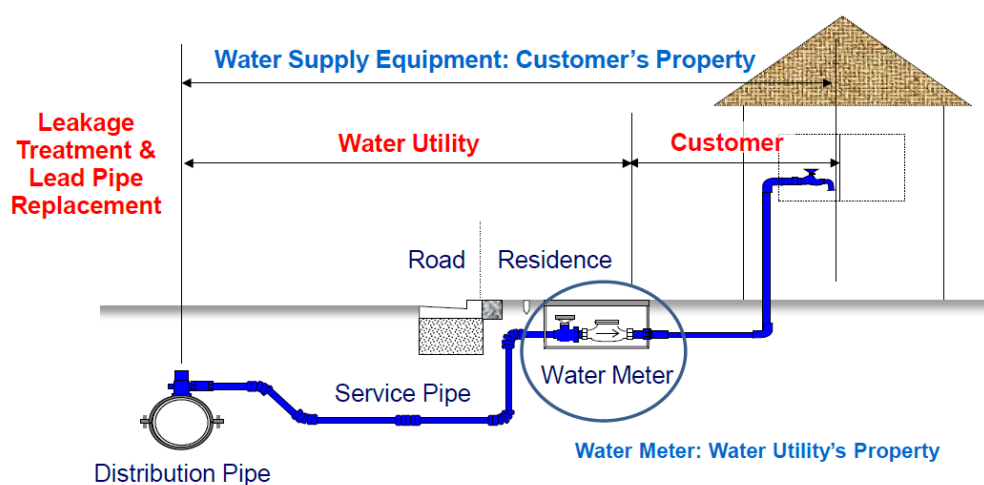 Water Supply Equipment: Customer's Property
Leakage
Treatment &
Lead Pipe
Replacement
Water Utility
Customer
Road
Residence
Service Pipe
Water Meter
Water Meter: Water Utility's Property
Distribution Pipe